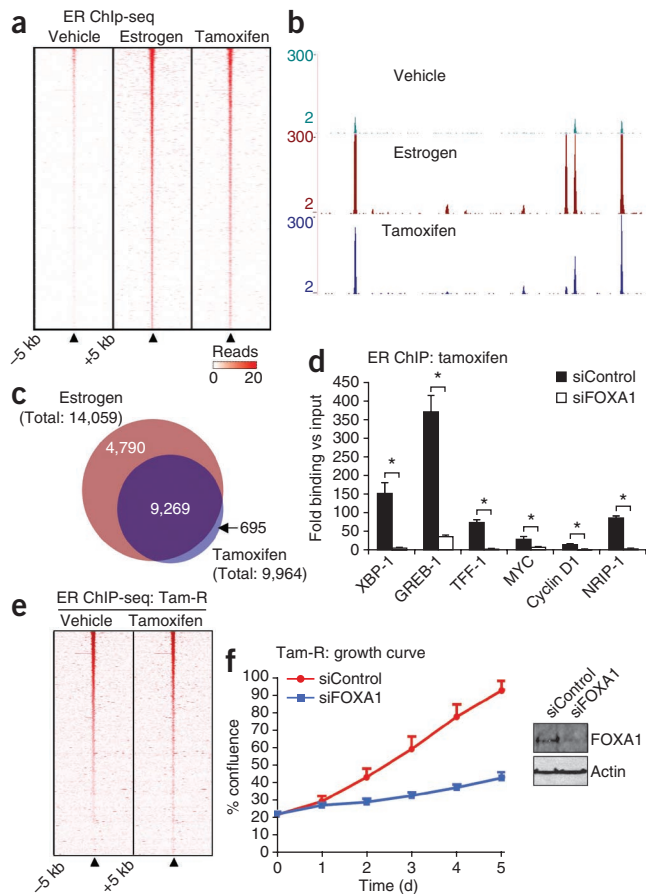 a
ER ChIp-seq
Vehicle Estrogen Tamoxifen
–5 kb
+5 kb
Reads
0 20
b
300
Vehicle
2
300
Estrogen
2
300
Tamoxifen
2
c
Estrogen
(Total: 14,059)
4,790
9,269
695
Tamoxifen
(Total: 9,964)
d
ER ChIP: tamoxifen
siControl
siFOXA1
Fold binding vs input
450
400
350
300
250
200
150
100
50
0
* * * * * *
XBP-1 GREB-1 TFF-1 MYC Cyclin D1 NRIP-1
e
ER ChIP-seq: Tam-R
Vehicle Tamoxifen
–5 kb
+5 kb
f
Tam-R: growth curve
siControl
siFOXA1
% confluence
100
90
80
70
60
50
40
30
20
0
0 1 2 3 4 5
Time (d)
siControl
siFOXA1
FOXA1
Actin